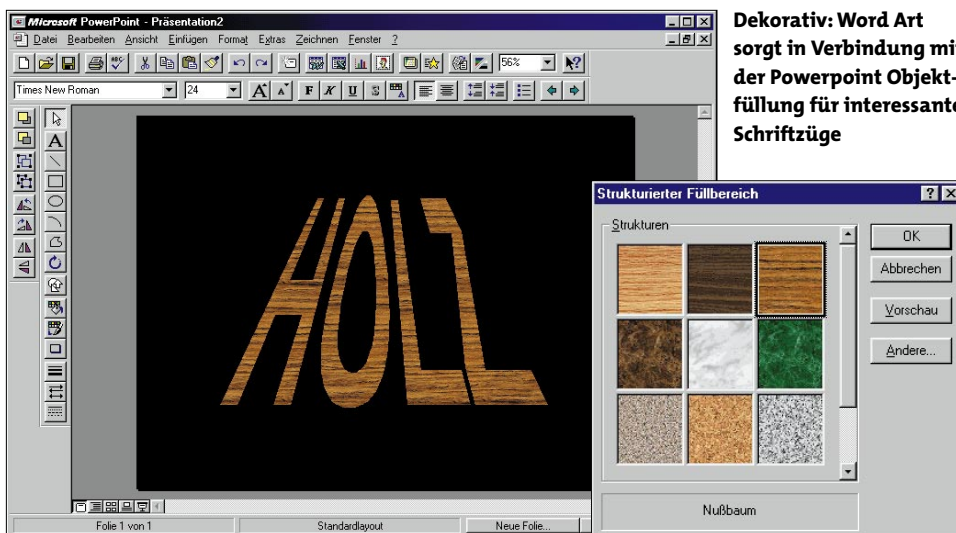 Microsoft PowerPoint - Präsentation2
Datei Bearbeiten Ansicht Einfügen Format Extras Zeichnen Fenster ?
56%
Times New Roman 24 A A F K U S
A
HOLZ
Folie 1 von 1 Standardlayout Neue Folie...
Dekorativ: Word Art
sorgt in Verbindung mi
der Powerpoint Objekt-
füllung für interessante
Schriftzüge
Strukturierter Füllbereich
Strukturen
OK
Abbrechen
Vorschau
Andere...
Nußbaum